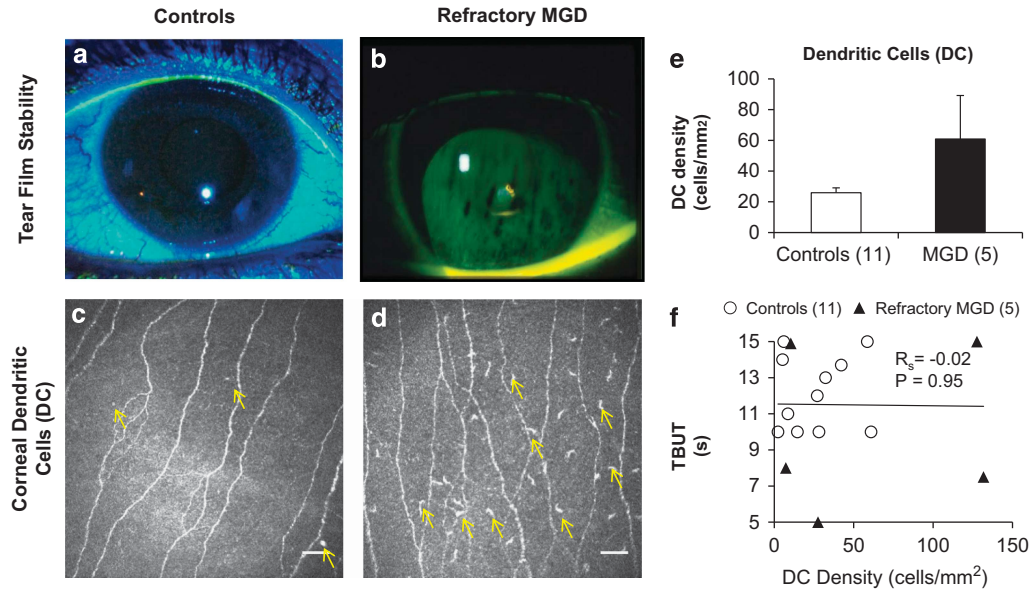 Controls
Refractory MGD
Tear Film Stability
a
b
Corneal Dendritic
Cells (DC)
c
d
e
Dendritic Cells (DC)
DC density
(cells/mm2)
100
80
60
40
20
0
Controls (11)
MGD (5)
f
Controls (11)
Refractory MGD (5)
TBUT
(s)
15
13
11
9
7
5
Rs= -0.02
P = 0.95
0
50
100
150
DC Density (cells/mm²)